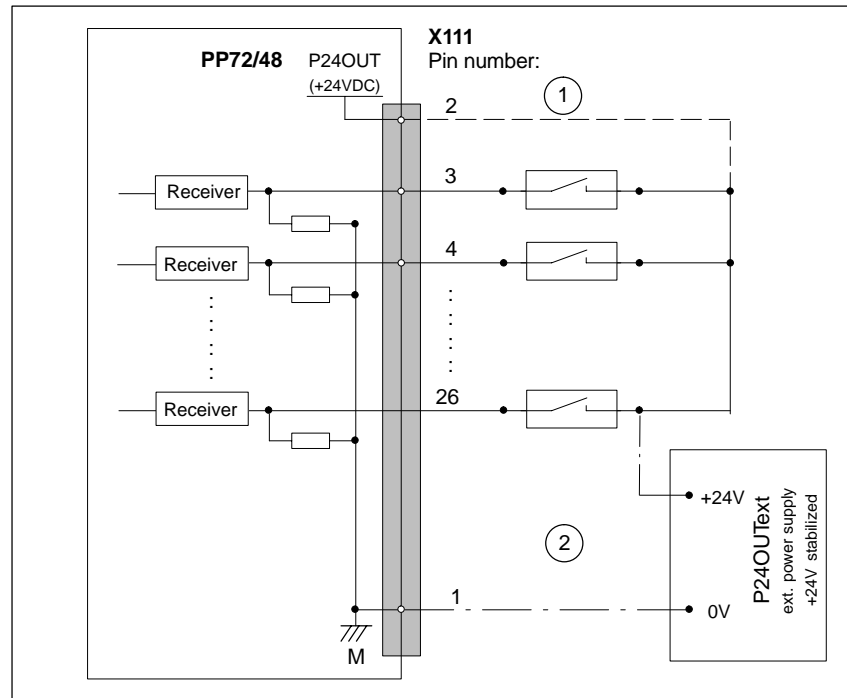 X111
PP72/48 P24OUT Pin number:
(+24VDC)
2
1
Receiver
3
Receiver
4
Receiver
26
+24V
P24OUText
ext. power supply
+24V stabilized
2
1
0V
M